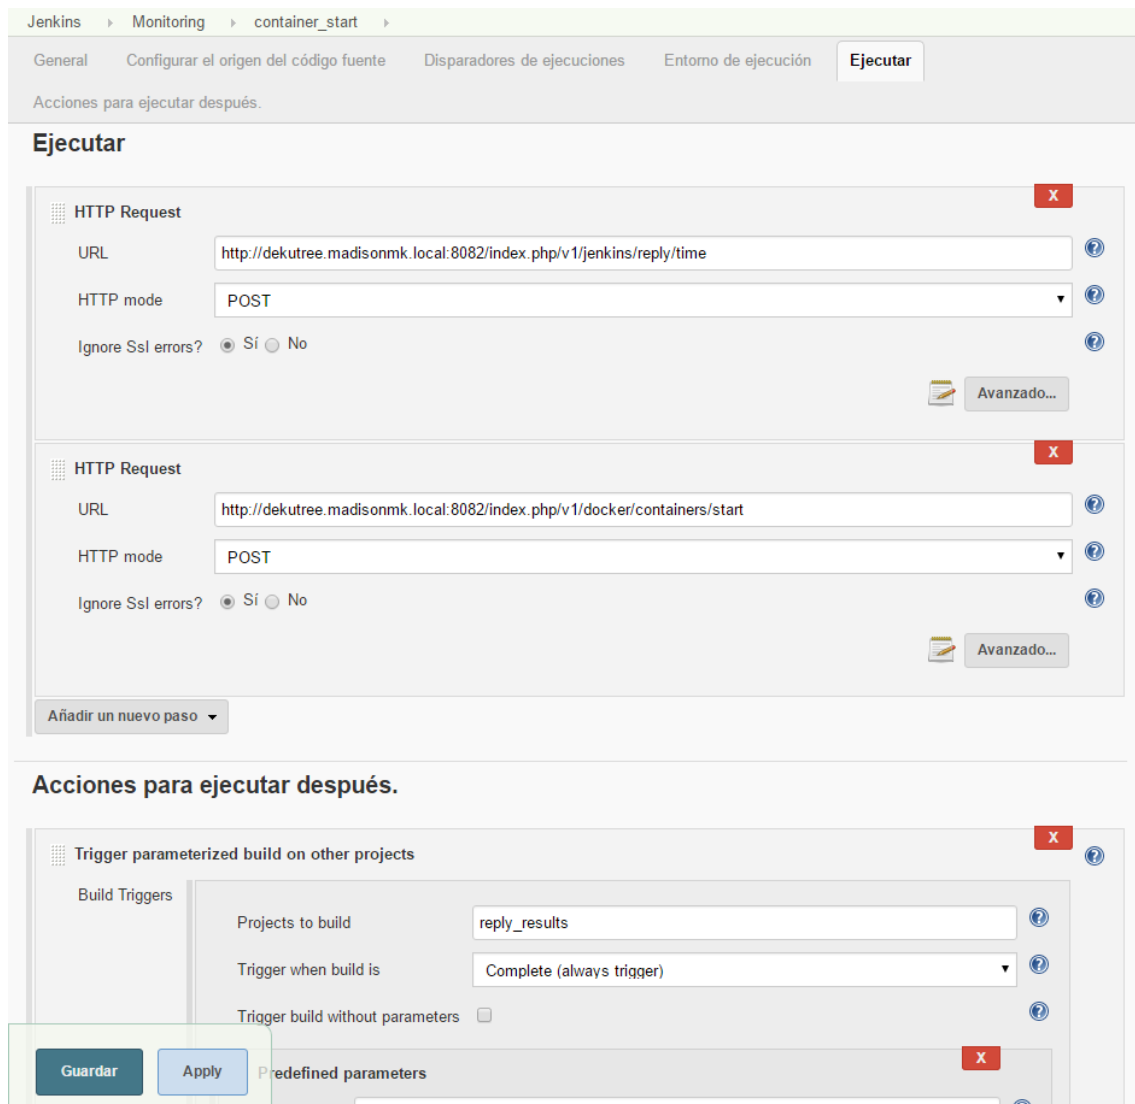 Jenkins Monitoring container_start
General Configurar el origen del código fuente Disparadores de ejecuciones Entorno de ejecución Ejecutar
Acciones para ejecutar después.
Ejecutar
X
HTTP Request
URL http://dekutree.madisonmk.local:8082/index.php/v1/jenkins/reply/time
HTTP mode POST
Ignore Ssl errors? Sí No
Avanzado...
X
HTTP Request
URL http://dekutree.madisonmk.local:8082/index.php/v1/docker/containers/start
HTTP mode POST
Ignore Ssl errors? Sí No
Avanzado...
Añadir un nuevo paso
Acciones para ejecutar después.
X
Trigger parameterized build on other projects
Build Triggers
Projects to build reply_results
Trigger when build is Complete (always trigger)
Trigger build without parameters
X
Guardar Apply Predefined parameters